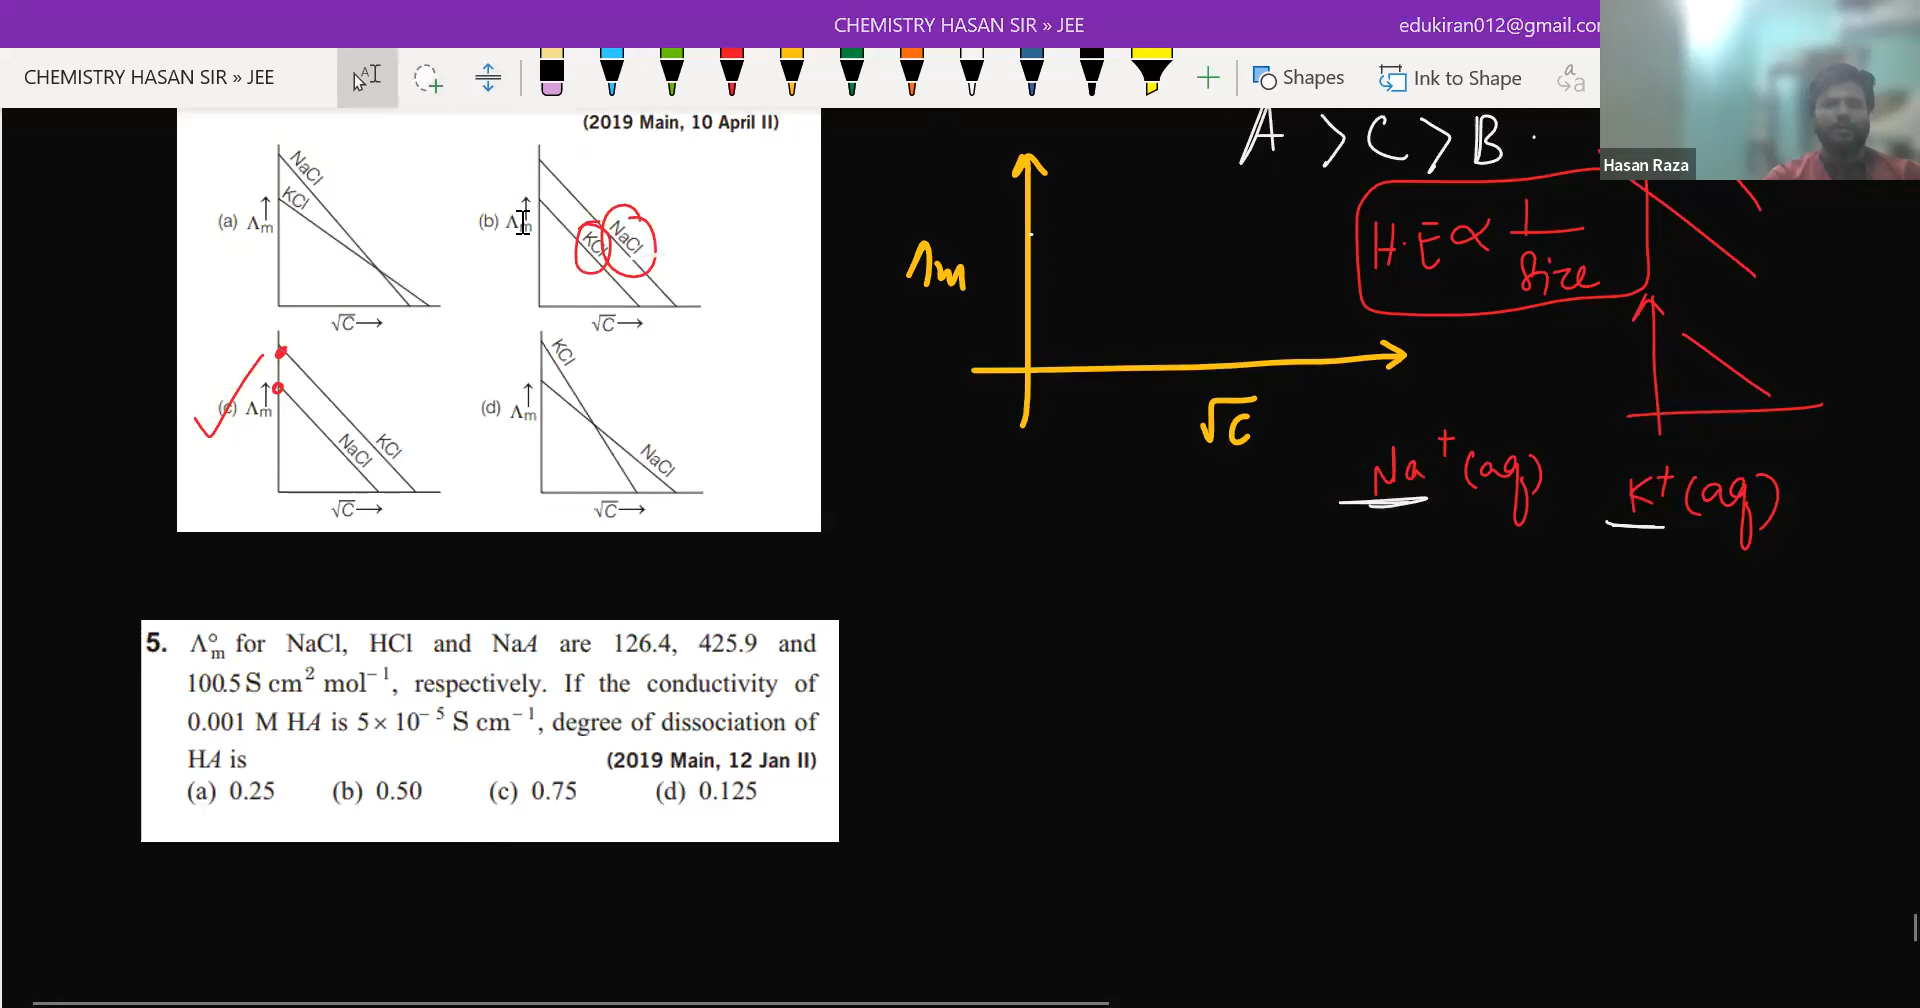 CHEMISTRY HASAN SIR » JEE
edukiran012@gmail.co
CHEMISTRY HASAN SIR » JEE
Shapes
Ink to Shape
Hasan Raza
(2019 Main, 10 April II)
(a) Λm ↑
NaCl
KCl
√C →
(b) Λm ↑
KCl
NaCl
√C →
(c) Λm ↑
NaCl
KCl
√C →
(d) Λm ↑
KCl
NaCl
√C →
A > C > B .
Λm
√C
H.E ∝ 1/Size
Na⁺(aq)
K⁺(aq)
5. Λ°m for NaCl, HCl and NaA are 126.4, 425.9 and
100.5 S cm² mol⁻¹, respectively. If the conductivity of
0.001 M HA is 5 × 10⁻⁵ S cm⁻¹, degree of dissociation of
HA is (2019 Main, 12 Jan II)
(a) 0.25 (b) 0.50 (c) 0.75 (d) 0.125